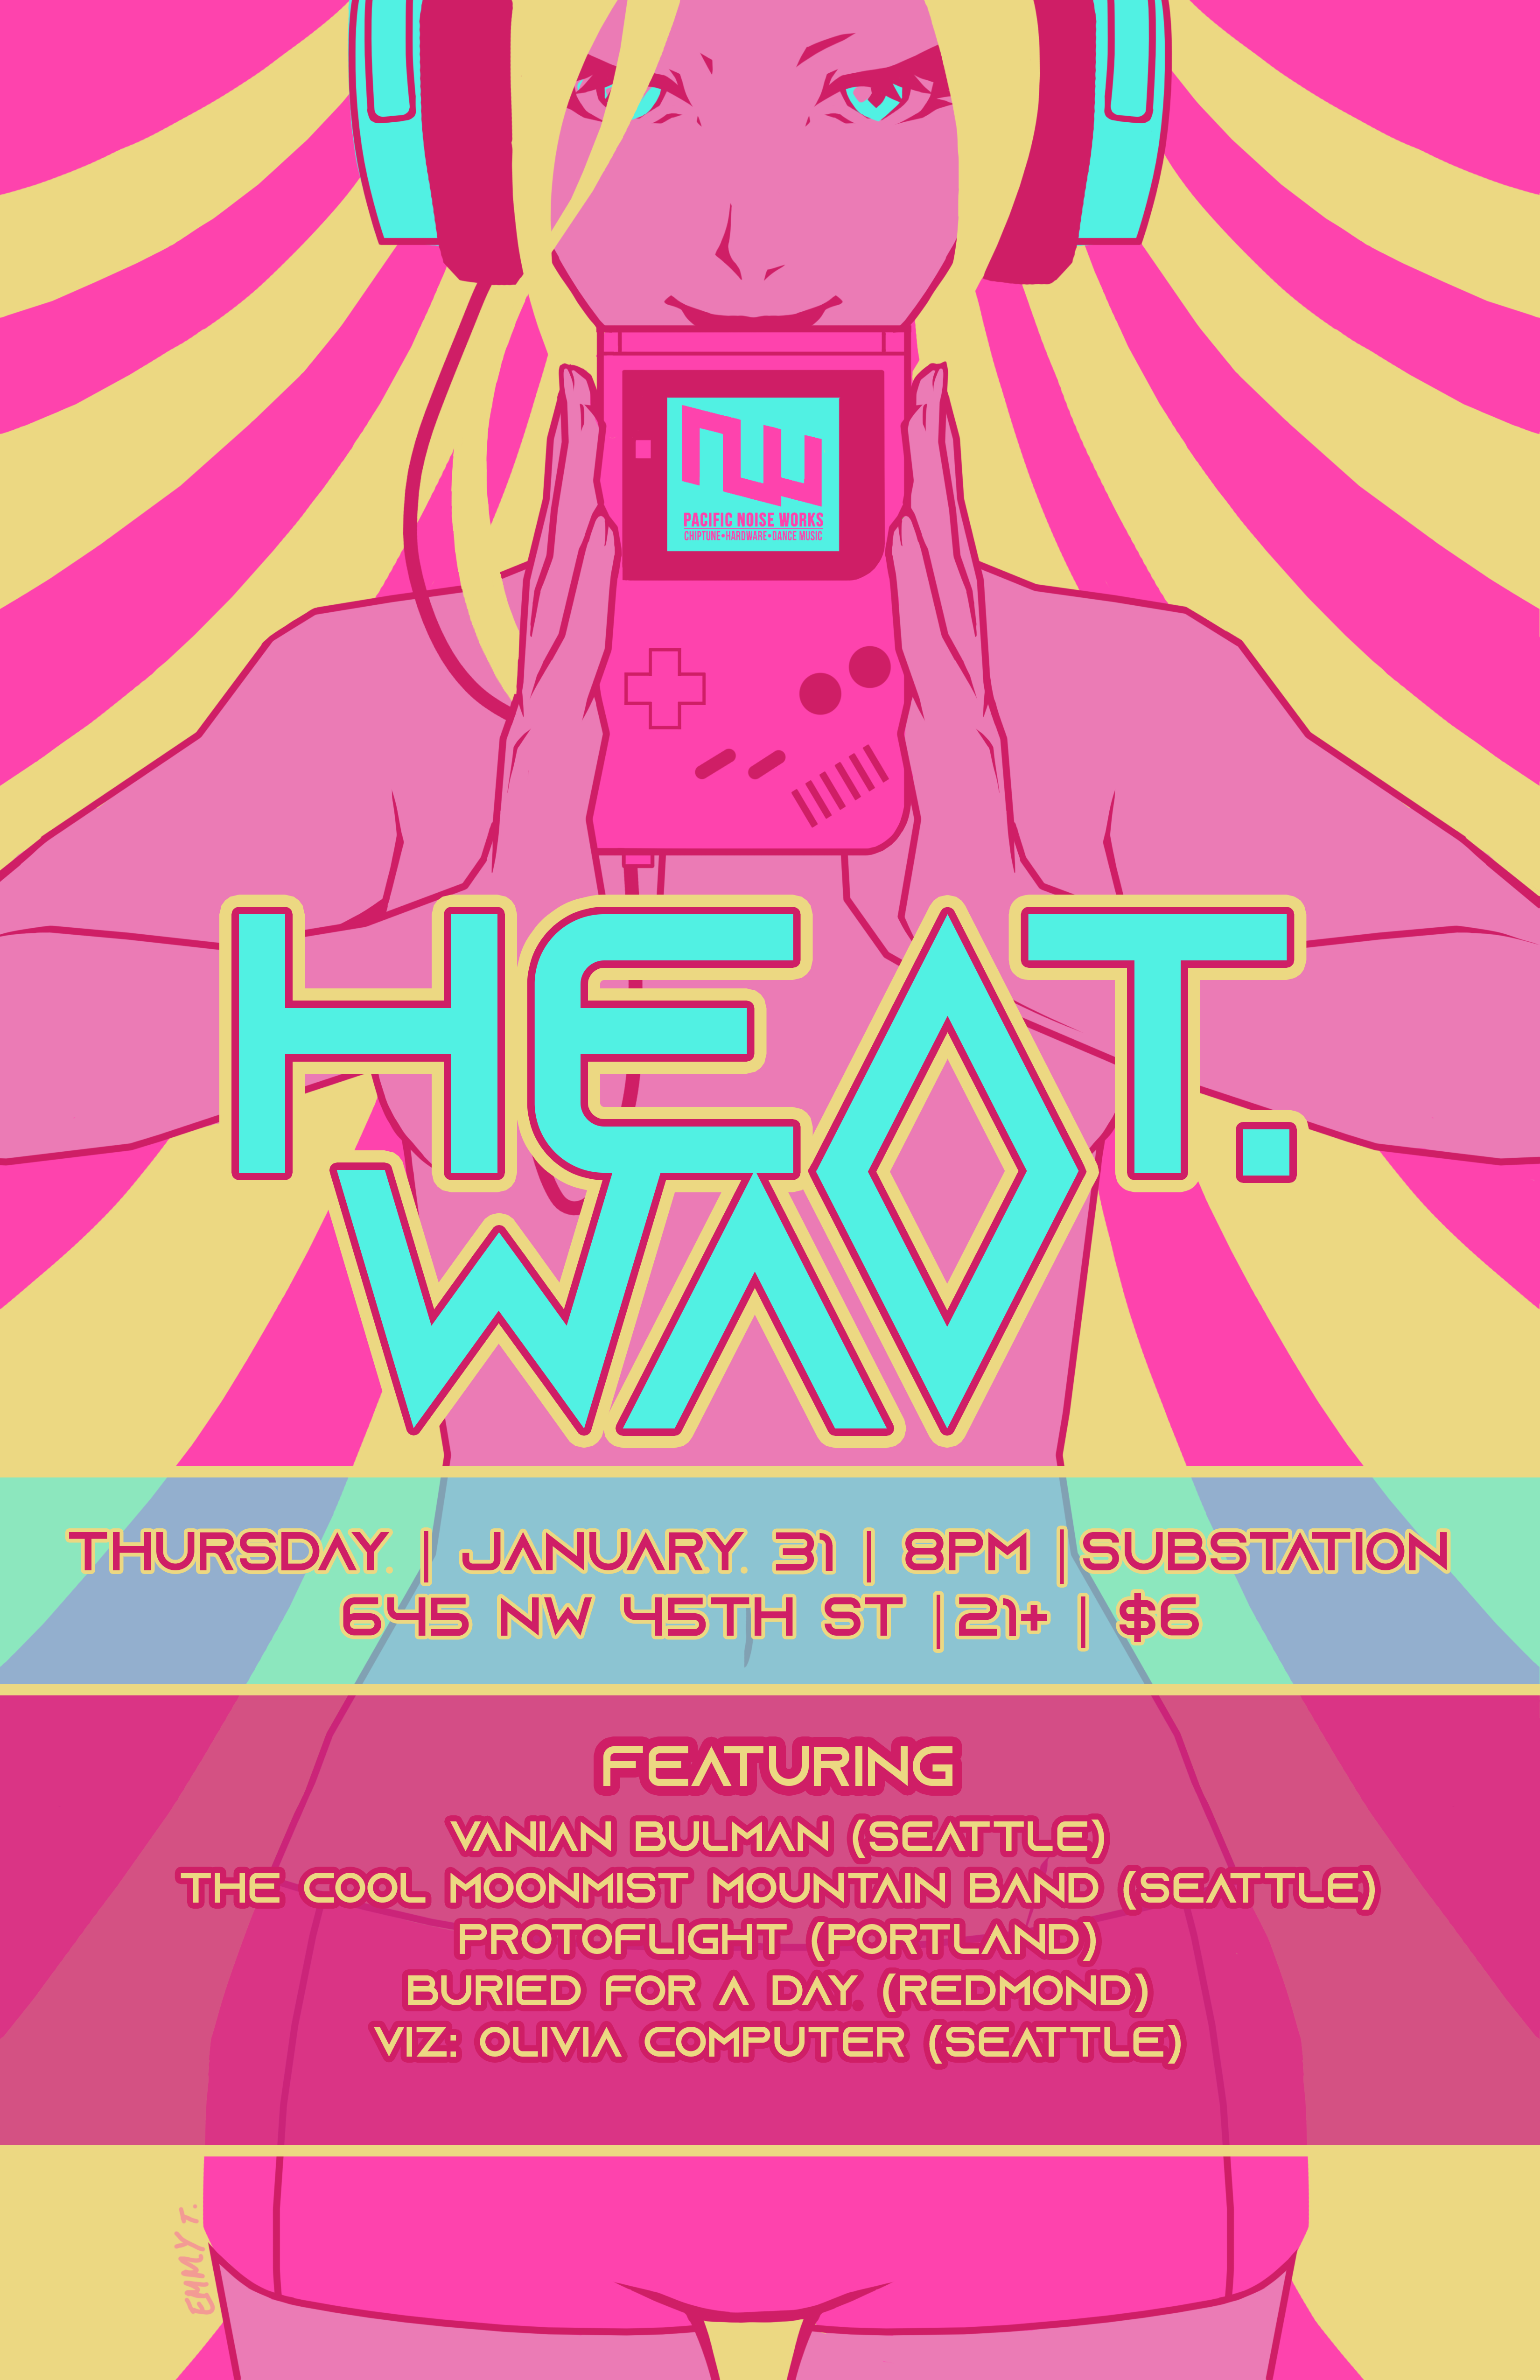 PACIFIC NOISE WORKS
CHIPTUNE•HARDWARE•DANCE MUSIC
HEAT.
WAV
THURSDAY. | JANUARY. 31 | 8PM | SUBSTATION
645 NW 45TH ST | 21+ | $6
FEATURING
VANIAN BULMAN (SEATTLE)
THE COOL MOONMIST MOUNTAIN BAND (SEATTLE)
PROTOFLIGHT (PORTLAND)
BURIED FOR A DAY. (REDMOND)
VIZ: OLIVIA COMPUTER (SEATTLE)
EMMY T.